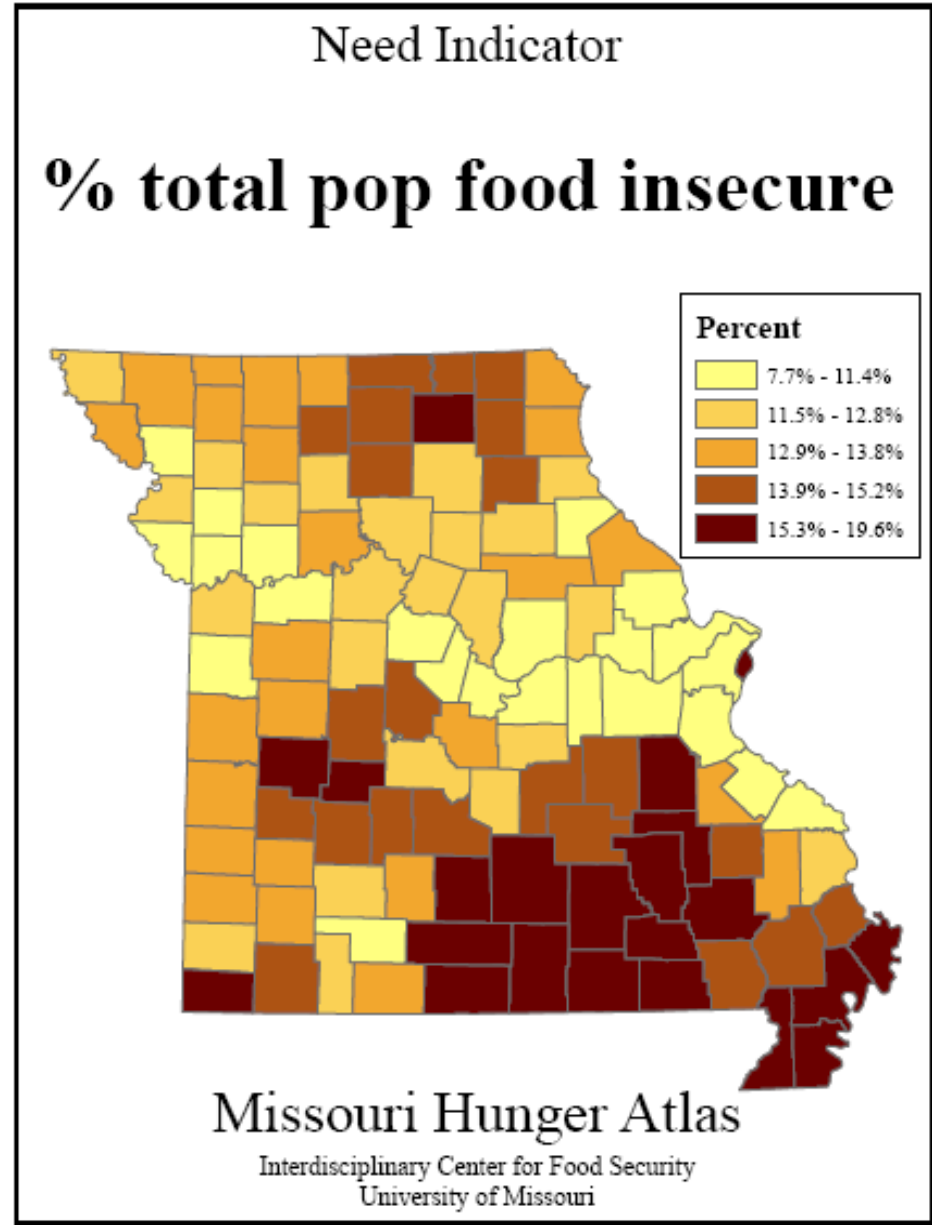 Need Indicator
% total pop food insecure
Percent
7.7% - 11.4%
11.5% - 12.8%
12.9% - 13.8%
13.9% - 15.2%
15.3% - 19.6%
Missouri Hunger Atlas
Interdisciplinary Center for Food Security
University of Missouri